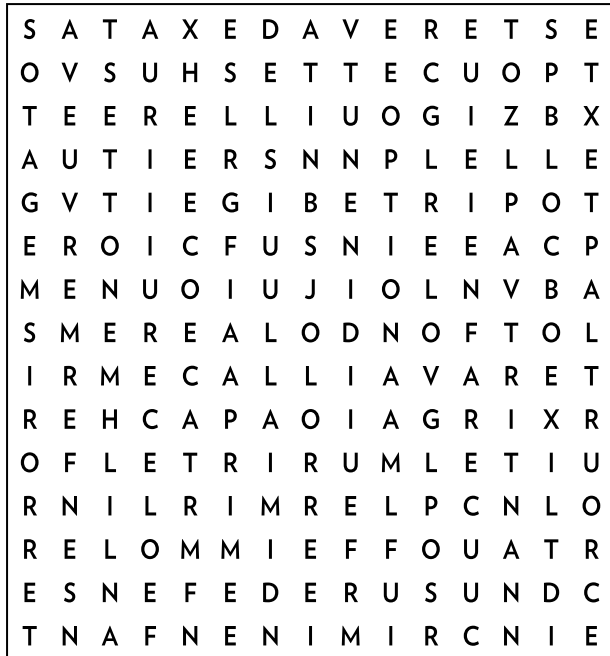 S A T A X E D A V E R E T S E
O V S U H S E T T E C U O P T
T E E R E L L I U O G I Z B X
A U T I E R S N N P L E L L E
G V T I E G I B E T R I P O T
E R O I C F U S N I E E A C P
M E N U O I U J I O L N V B A
S M E R E A L O D N O F T O L
I R M E C A L L I A V A R E T
R E H C A P A O I A G R I X R
O F L E T R I R U M L E T I U
R N I L R I M R E L P C N L O
R E L O M M I E F F O U A T R
E S N E F E D E R U S U N D C
T N A F N E N I M I R C N I E